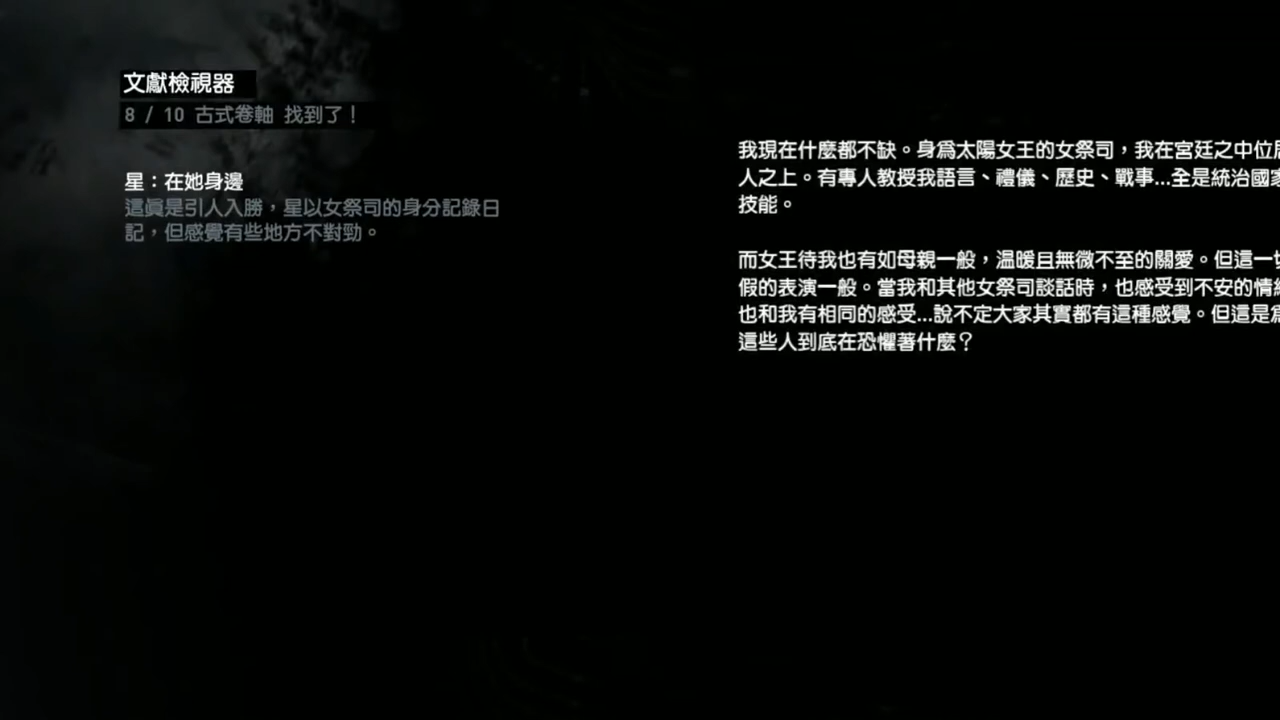 文獻檢視器
8 / 10 古式卷軸 找到了！
星：在她身邊
這眞是引人入勝，星以女祭司的身分記錄日
記，但感覺有些地方不對勁。
我現在什麼都不缺。身爲太陽女王的女祭司，我在宮廷之中位
人之上。有專人教授我語言、禮儀、歷史、戰事...全是統治國
技能。
而女王待我也有如母親一般，溫暖且無微不至的關愛。但這一
假的表演一般。當我和其他女祭司談話時，也感受到不安的情
也和我有相同的感受...說不定大家其實都有這種感覺。但這是
這些人到底在恐懼著什麼？